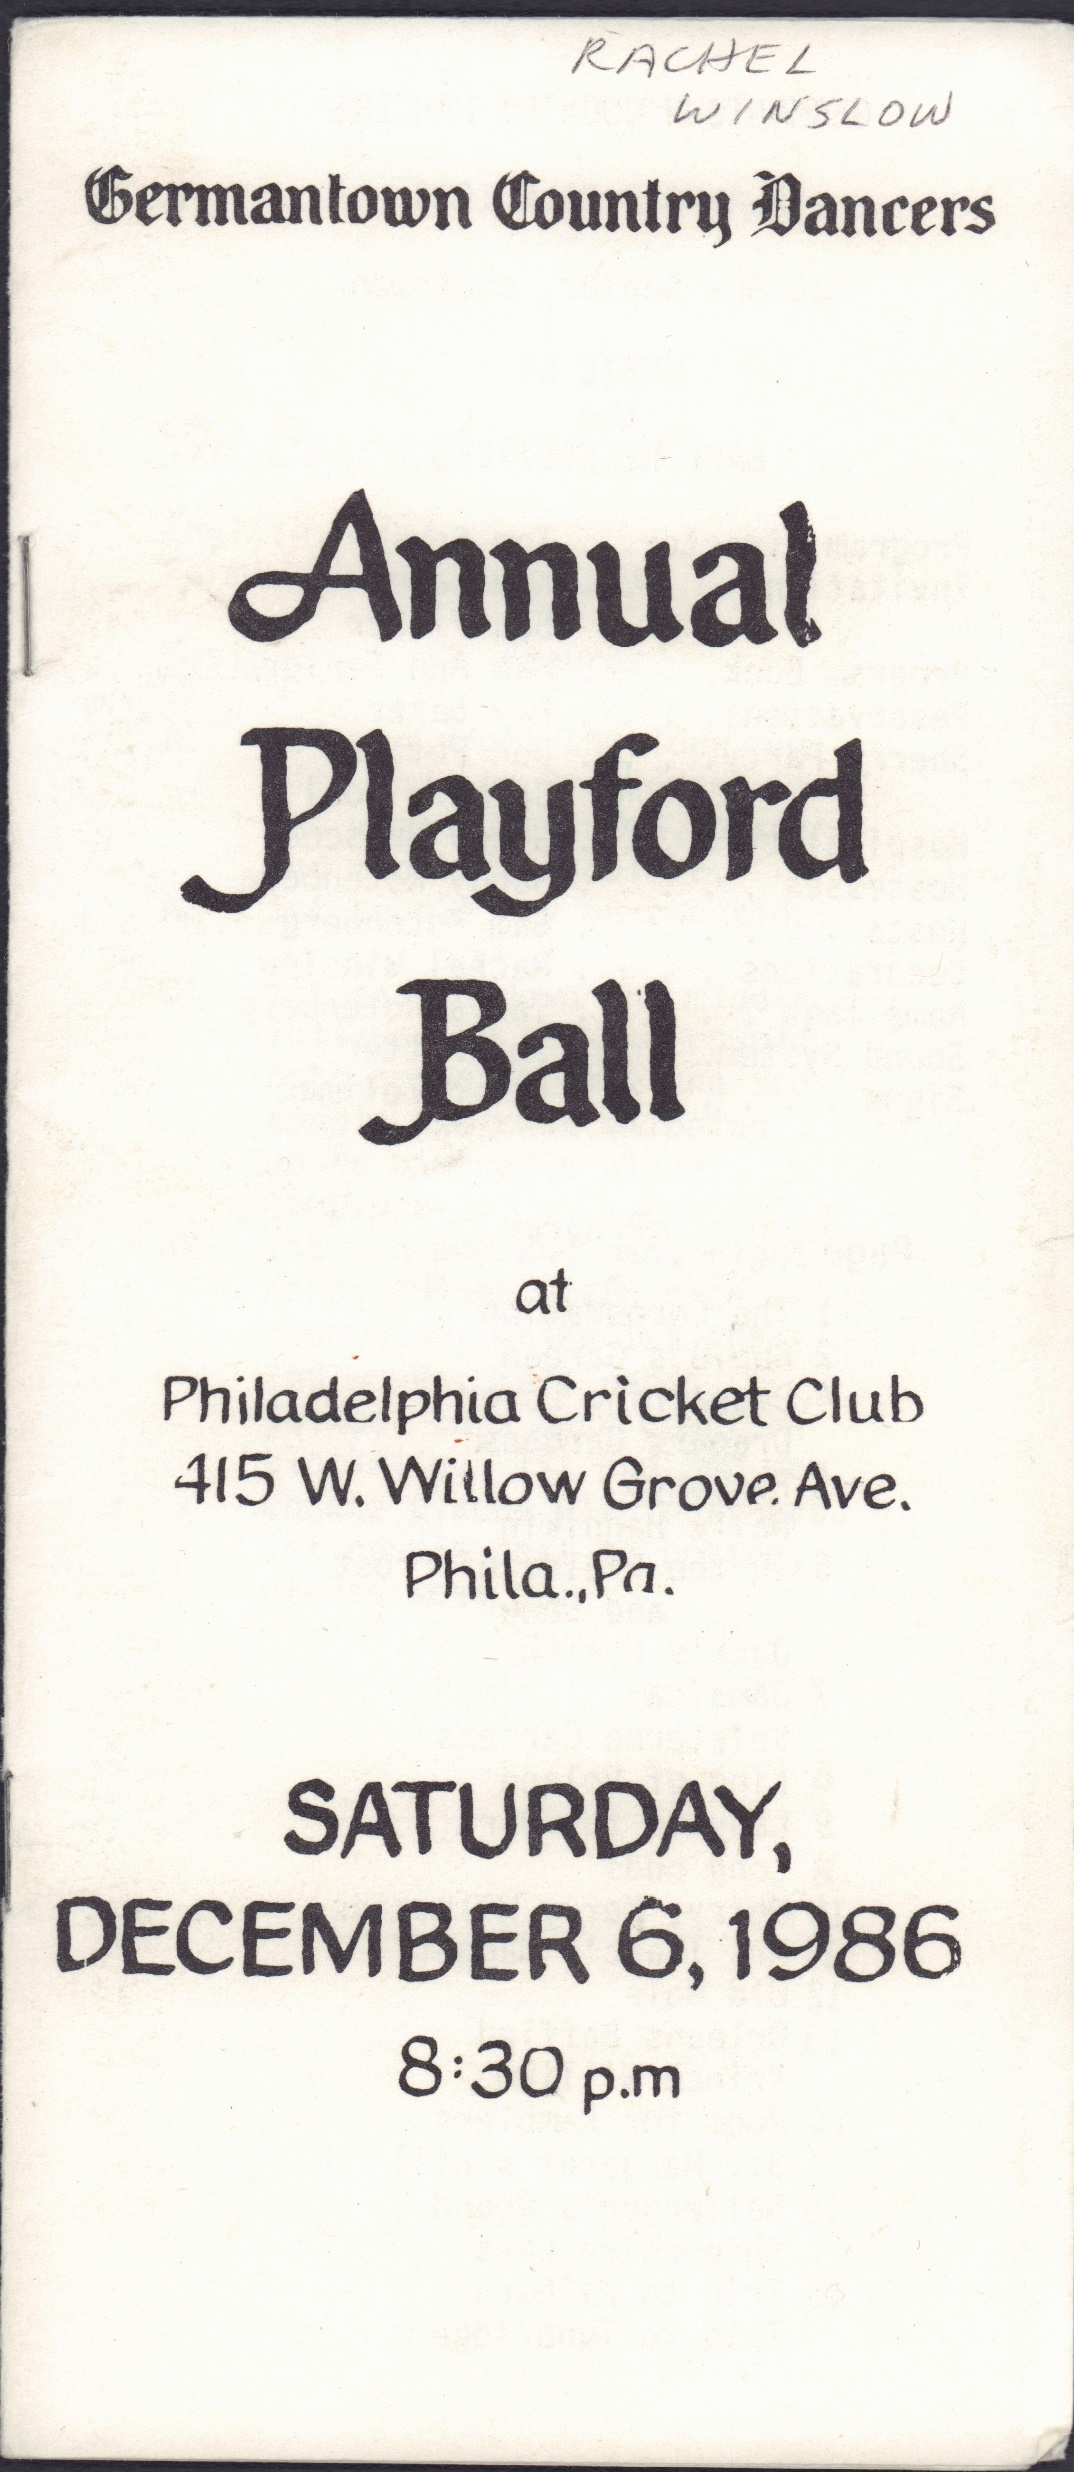 RACHEL
WINSLOW
Germantown Country Dancers
Annual
Playford
Ball
at
Philadelphia Cricket Club
415 W. Willow Grove. Ave.
Phila., Pa.
SATURDAY,
DECEMBER 6, 1986
8:30 p.m